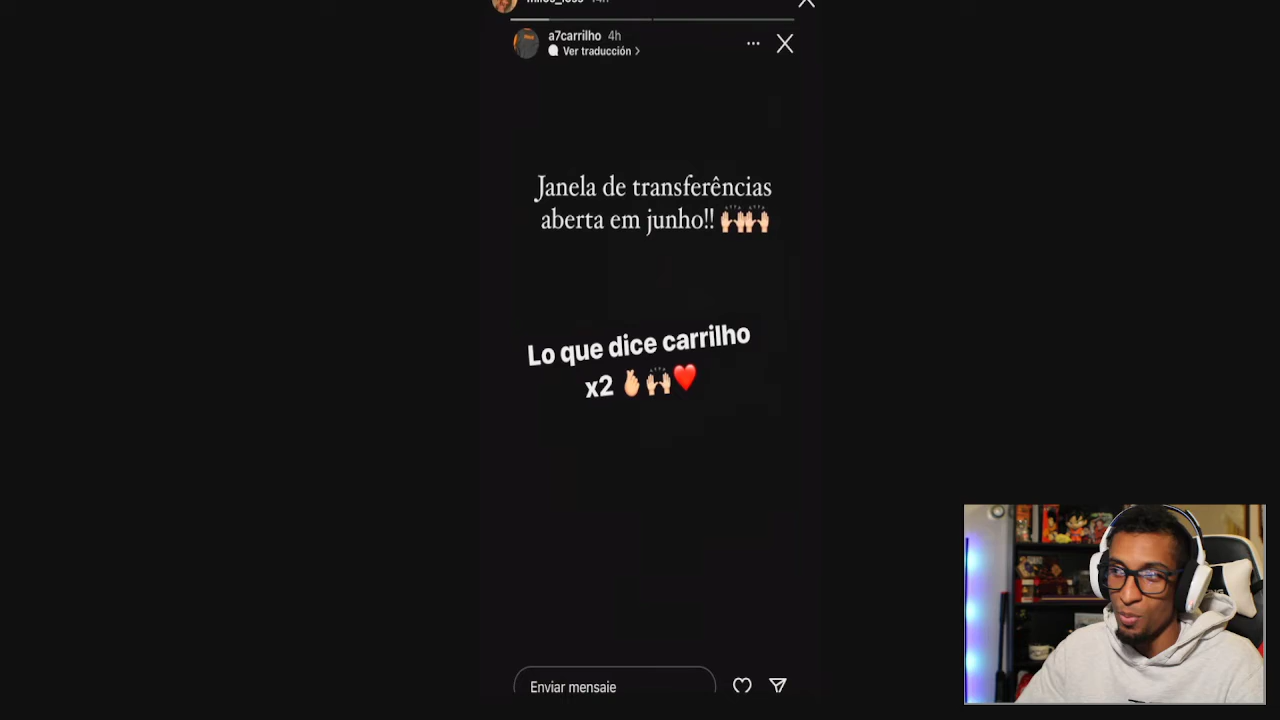 a7carrilho 4h
Ver traducción >
Janela de transferências
aberta em junho!! 🙌🏻🙌🏻
Lo que dice carrilho
x2 🫰🏻🙌🏻❤️
Enviar mensaje